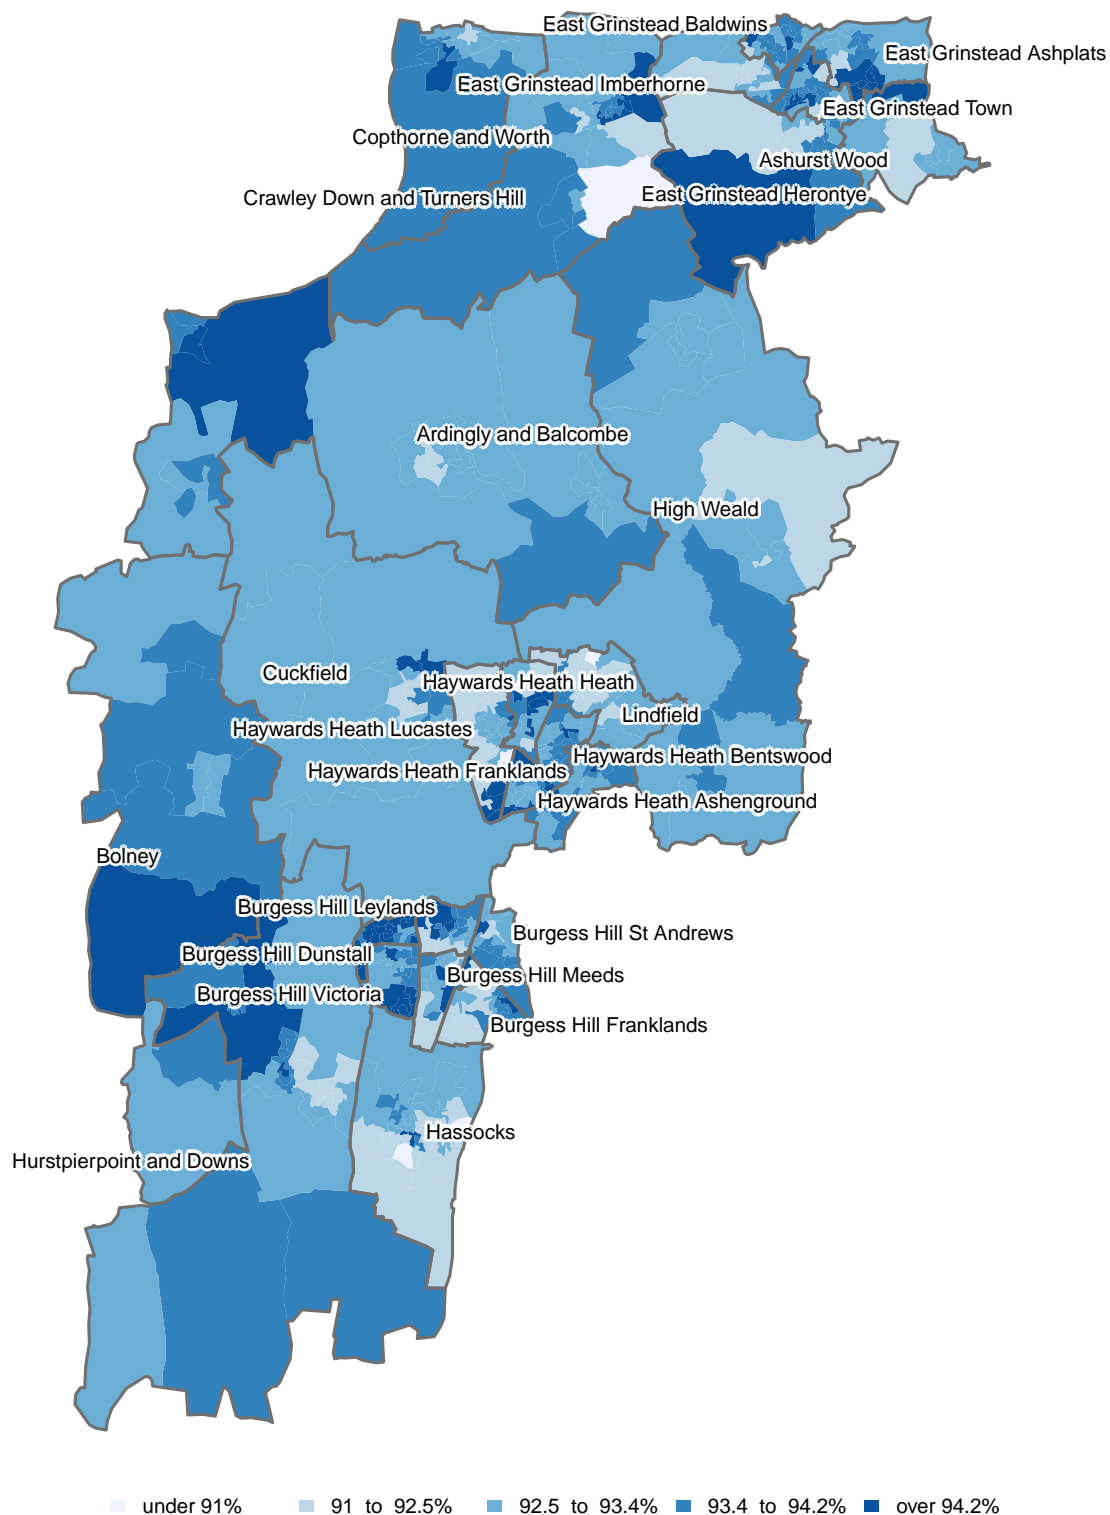 East Grinstead Baldwins
East Grinstead Ashplats
East Grinstead Imberhorne
East Grinstead Town
Copthorne and Worth
Ashurst Wood
Crawley Down and Turners Hill
East Grinstead Herontye
Ardingly and Balcombe
High Weald
Cuckfield
Haywards Heath Heath
Lindfield
Haywards Heath Lucastes
Haywards Heath Bentswood
Haywards Heath Franklands
Haywards Heath Ashenground
Bolney
Burgess Hill Leylands
Burgess Hill St Andrews
Burgess Hill Dunstall
Burgess Hill Meeds
Burgess Hill Victoria
Burgess Hill Franklands
Hassocks
Hurstpierpoint and Downs
under 91% 91 to 92.5% 92.5 to 93.4% 93.4 to 94.2% over 94.2%